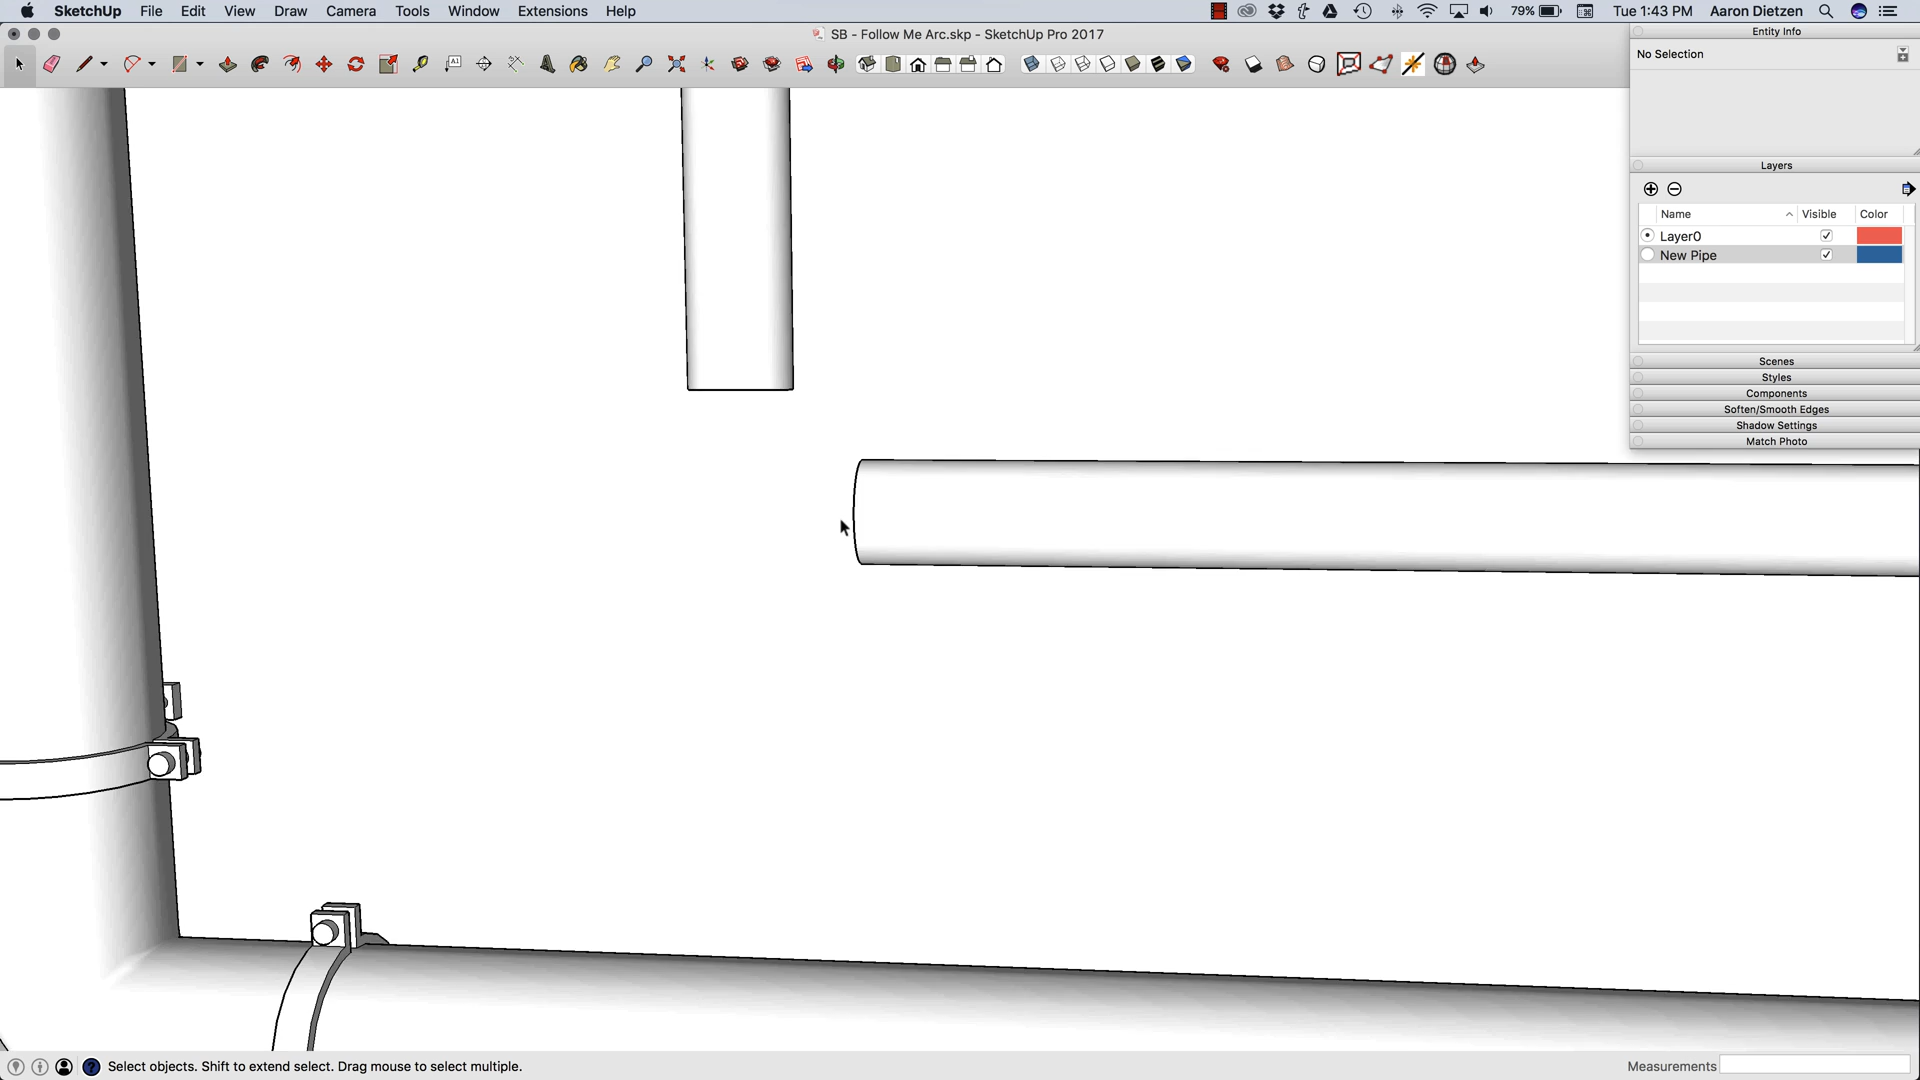 SketchUp File Edit View Draw Camera Tools Window Extensions Help 79% Tue 1:43 PM Aaron Dietzen
SB - Follow Me Arc.skp - SketchUp Pro 2017
Entity Info
No Selection
Layers
Name Visible Color
Layer0
New Pipe
Scenes
Styles
Components
Soften/Smooth Edges
Shadow Settings
Match Photo
Select objects. Shift to extend select. Drag mouse to select multiple.
Measurements